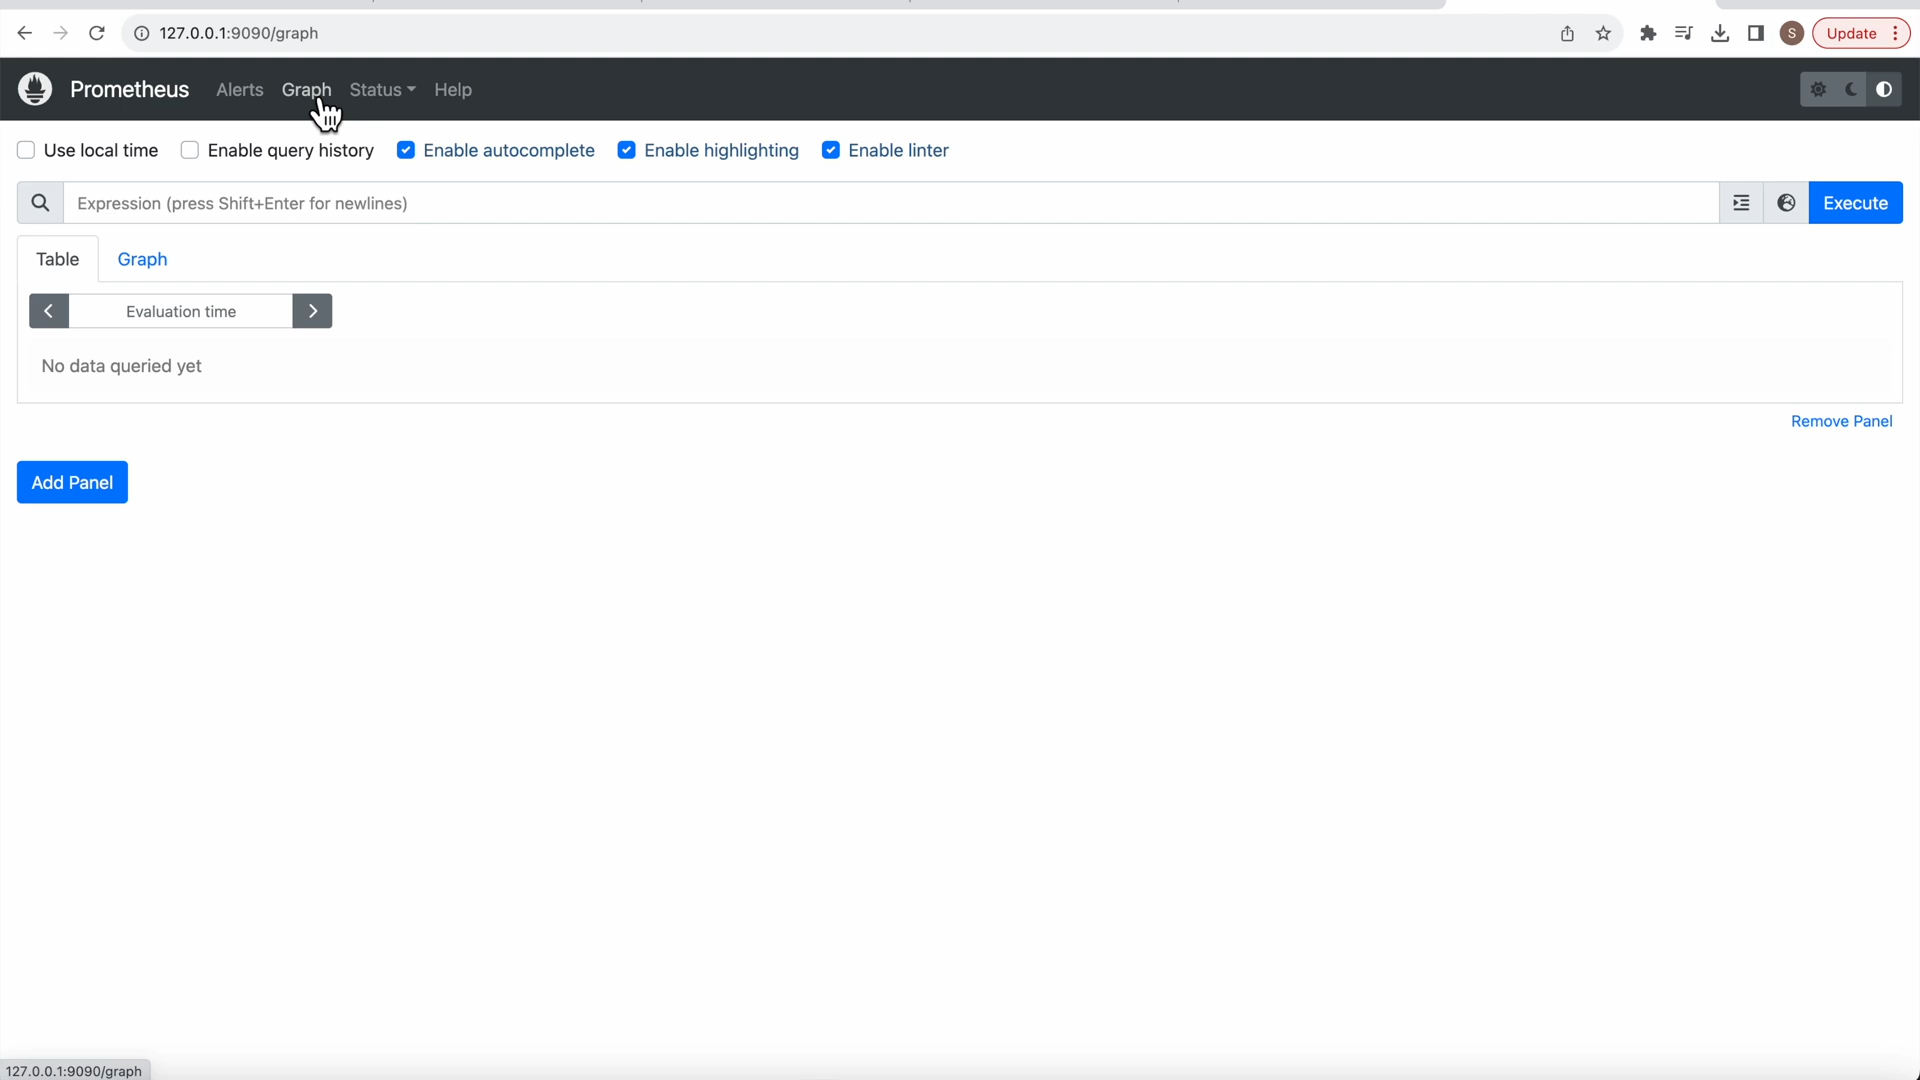 127.0.0.1:9090/graph
S
Update
Prometheus
Alerts
Graph
Status
Help
Use local time
Enable query history
Enable autocomplete
Enable highlighting
Enable linter
Expression (press Shift+Enter for newlines)
Execute
Table
Graph
Evaluation time
No data queried yet
Remove Panel
Add Panel
127.0.0.1:9090/graph